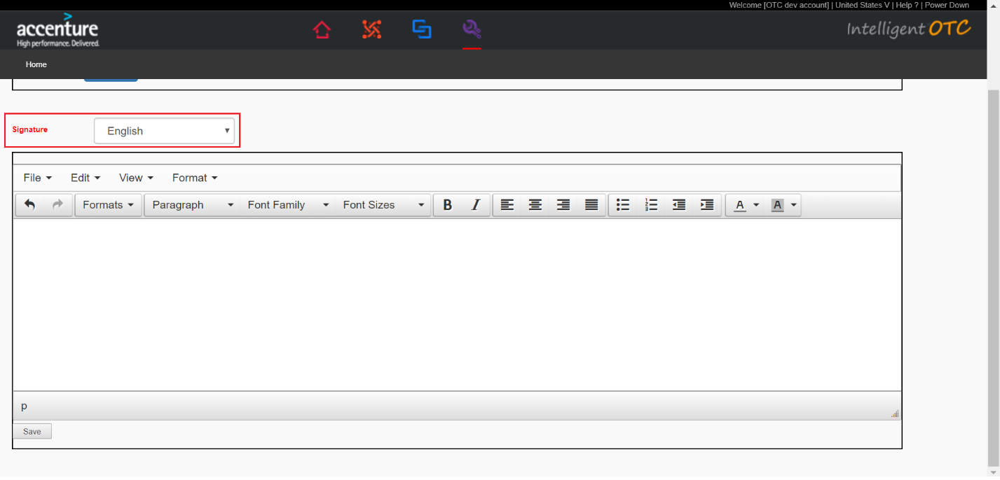 Welcome [OTC dev account] | United States V | Help ? | Power Down
accenture
High performance. Delivered.
Intelligent OTC
Home
Signature English
File Edit View Format
Formats Paragraph Font Family Font Sizes B I A A
p
Save